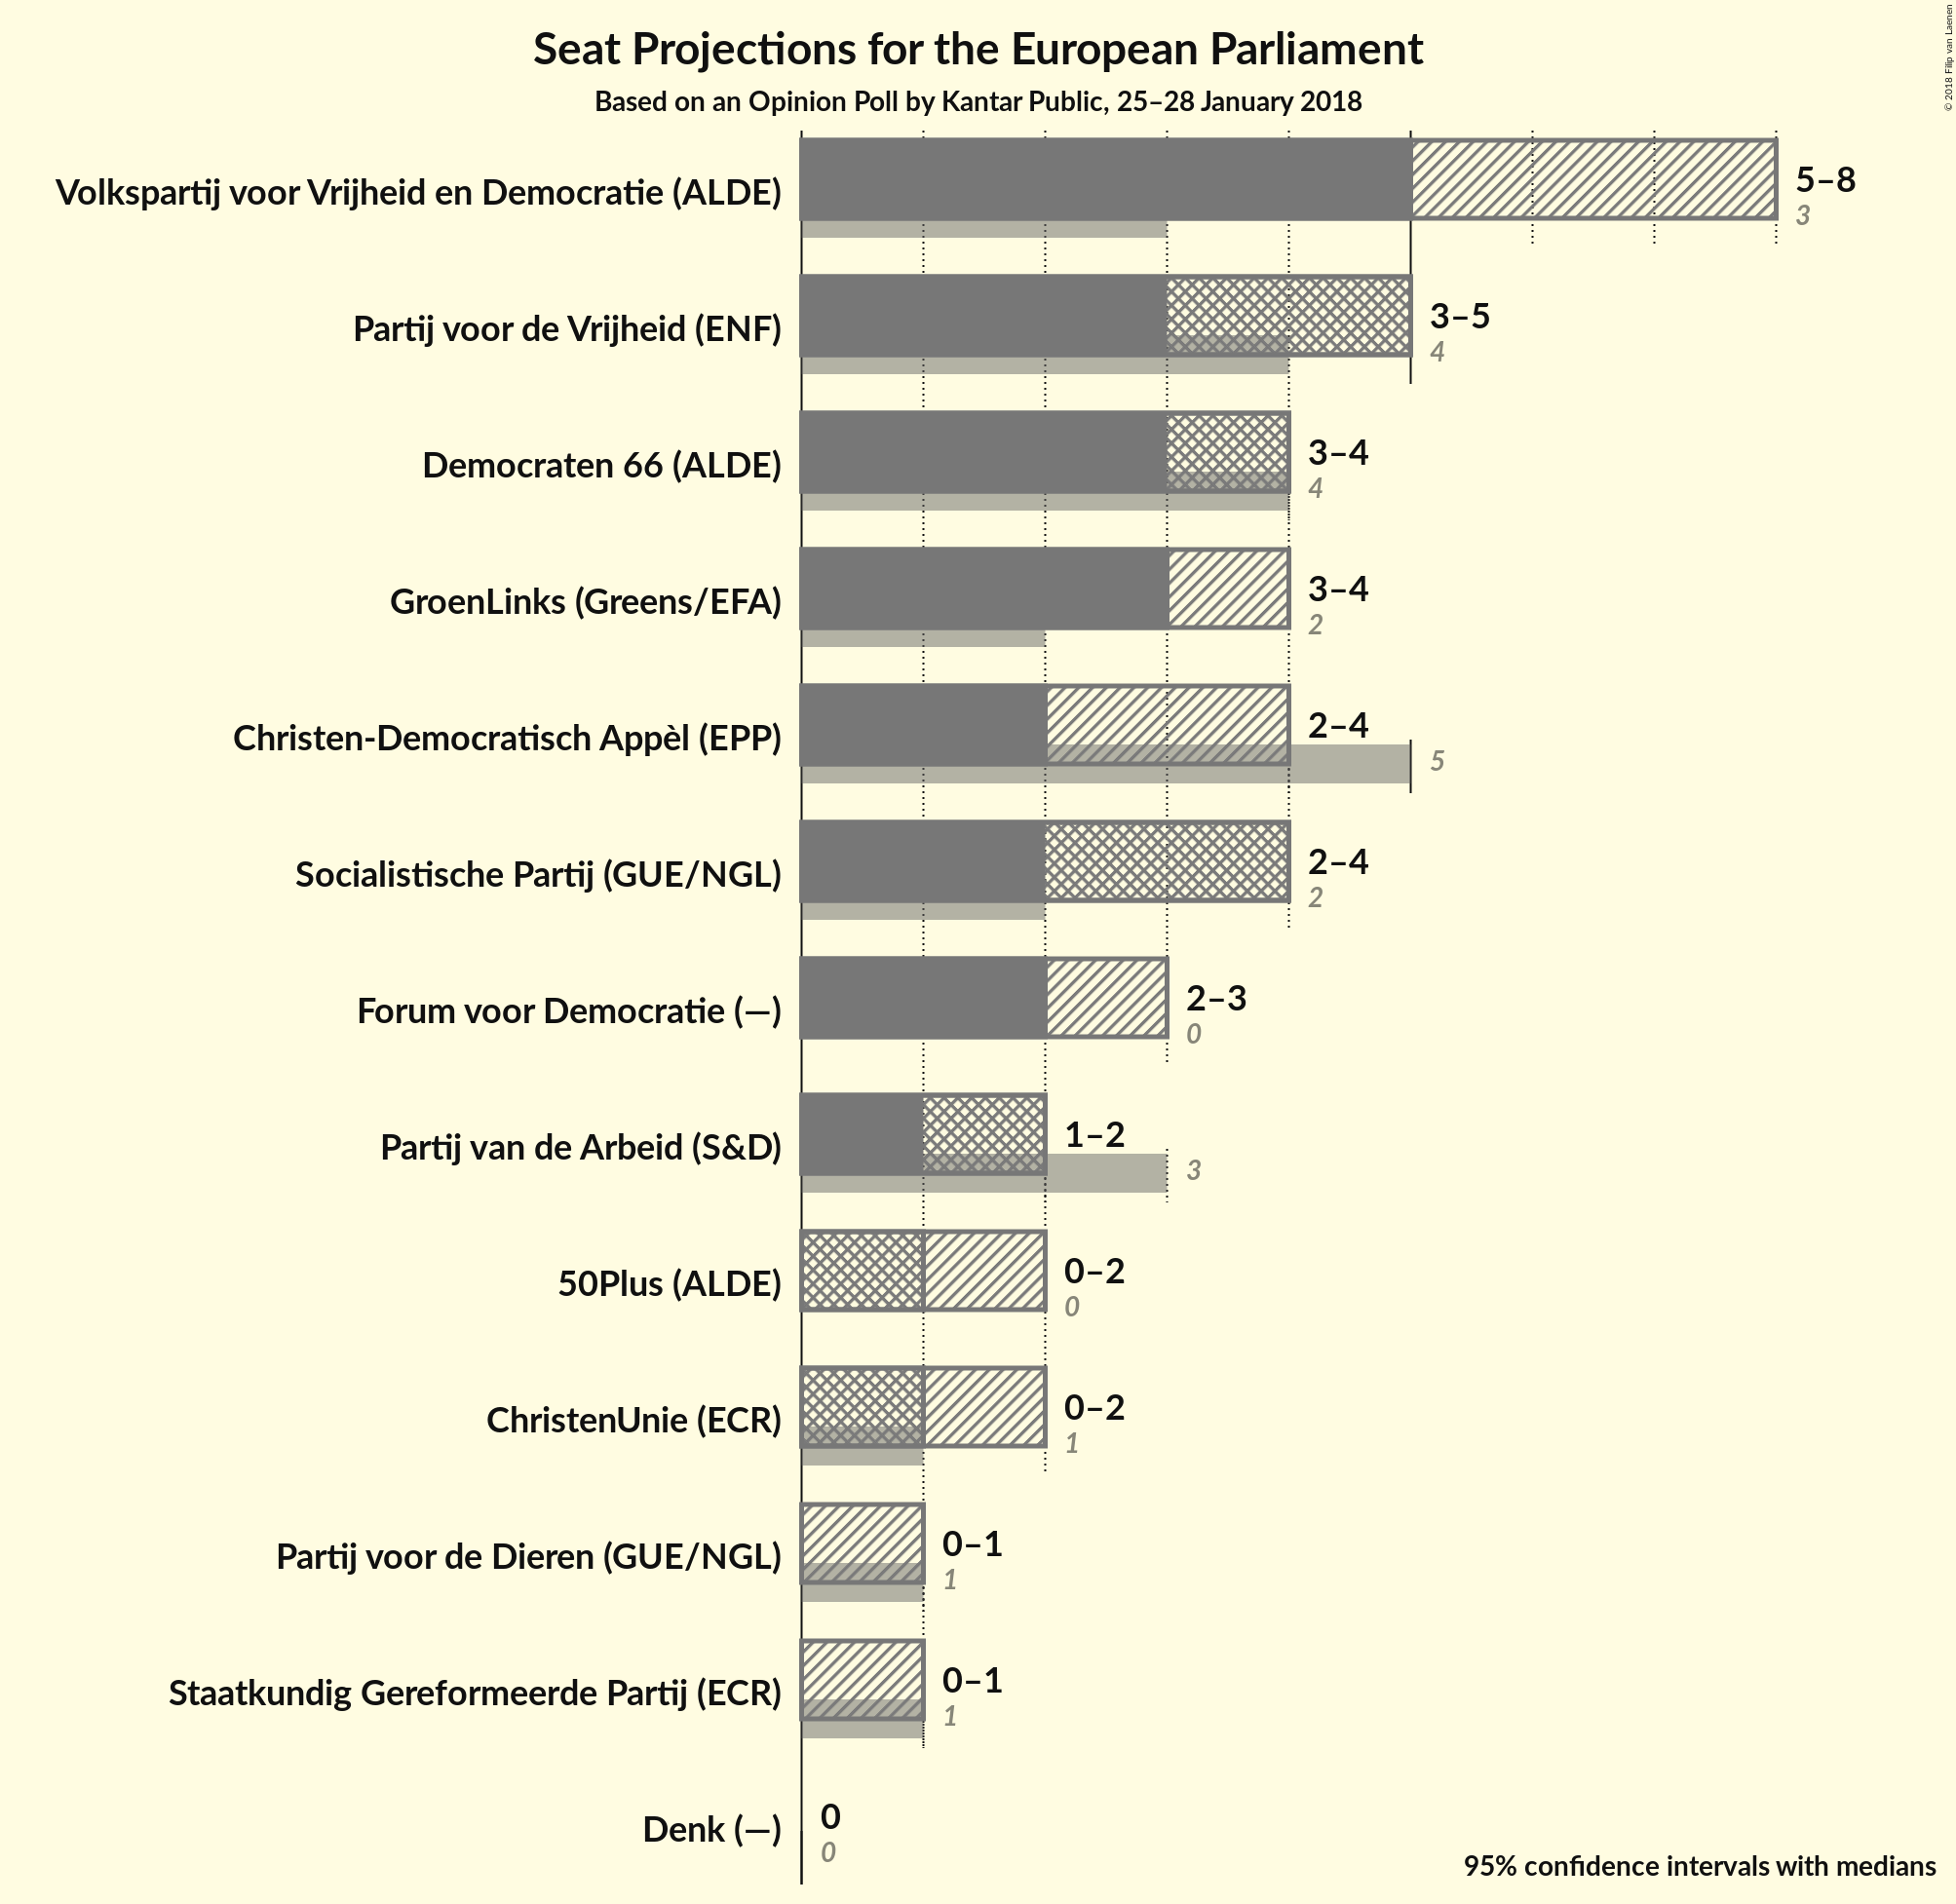 Seat Projections for the European Parliament
Based on an Opinion Poll by Kantar Public, 25–28 January 2018
© 2018 Filip van Laenen
Volkspartij voor Vrijheid en Democratie (ALDE)
5–8
3
Partij voor de Vrijheid (ENF)
3–5
4
Democraten 66 (ALDE)
3–4
4
GroenLinks (Greens/EFA)
3–4
2
Christen-Democratisch Appèl (EPP)
2–4
5
Socialistische Partij (GUE/NGL)
2–4
2
Forum voor Democratie (—)
2–3
0
Partij van de Arbeid (S&D)
1–2
3
50Plus (ALDE)
0–2
0
ChristenUnie (ECR)
0–2
1
Partij voor de Dieren (GUE/NGL)
0–1
1
Staatkundig Gereformeerde Partij (ECR)
0–1
1
Denk (—)
0
0
95% confidence intervals with medians